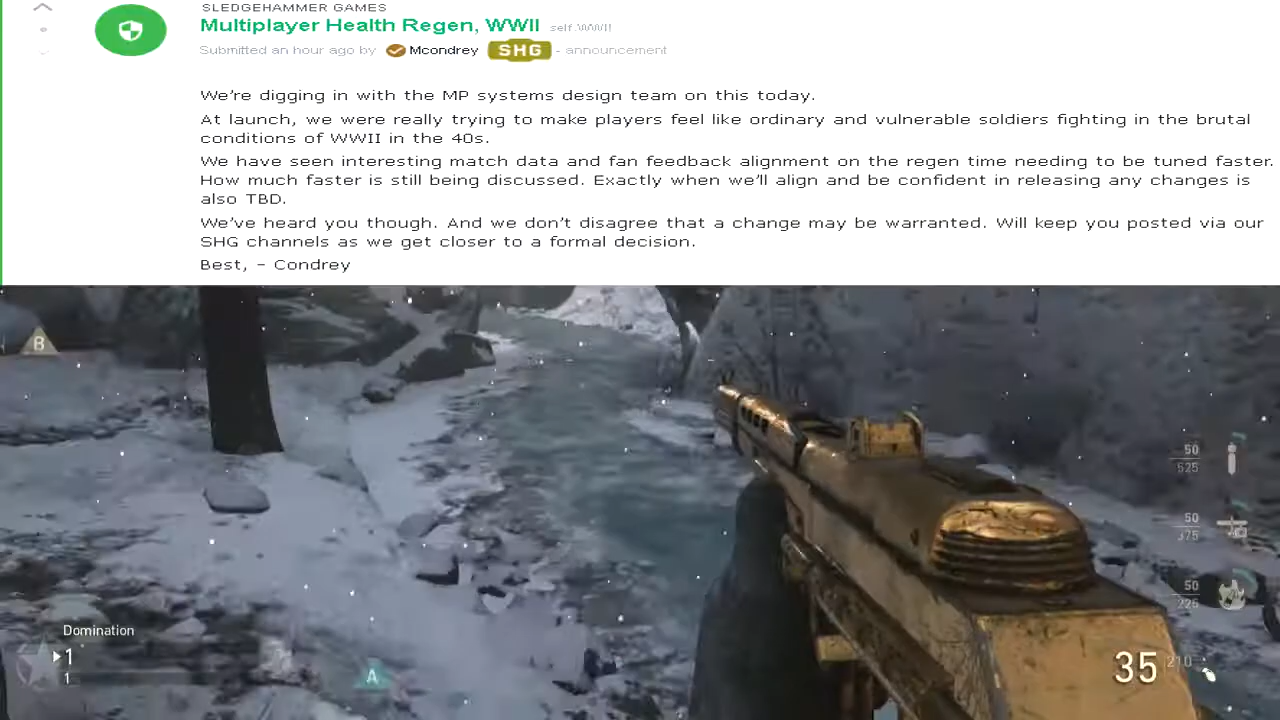 SLEDGEHAMMER GAMES
Multiplayer Health Regen, WWII self.WWII
Submitted an hour ago by Mcondrey SHG - announcement
We're digging in with the MP systems design team on this today.
At launch, we were really trying to make players feel like ordinary and vulnerable soldiers fighting in the brutal
conditions of WWII in the 40s.
We have seen interesting match data and fan feedback alignment on the regen time needing to be tuned faster.
How much faster is still being discussed. Exactly when we'll align and be confident in releasing any changes is
also TBD.
We've heard you though. And we don't disagree that a change may be warranted. Will keep you posted via our
SHG channels as we get closer to a formal decision.
Best, – Condrey
B
50
525
50
375
50
225
Domination
1
1
A
35 210